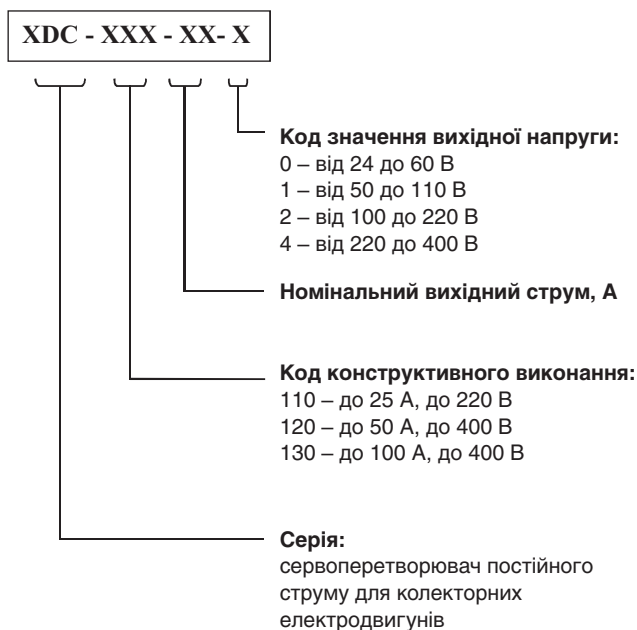 XDC - XXX - XX- X
Код значення вихідної напруги:
0 – від 24 до 60 В
1 – від 50 до 110 В
2 – від 100 до 220 В
4 – від 220 до 400 В
Номінальний вихідний струм, А
Код конструктивного виконання:
110 – до 25 А, до 220 В
120 – до 50 А, до 400 В
130 – до 100 А, до 400 В
Серія:
сервоперетворювач постійного
струму для колекторних
електродвигунів